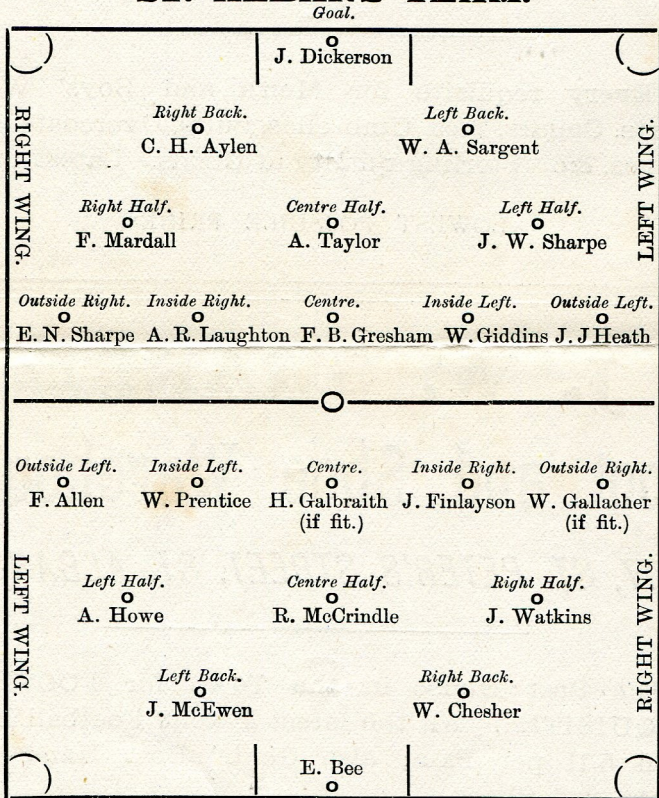 Goal.
J. Dickerson
Right Back. Left Back.
C. H. Aylen W. A. Sargent
RIGHT WING.
LEFT WING.
Right Half. Centre Half. Left Half.
F. Mardall A. Taylor J. W. Sharpe
Outside Right. Inside Right. Centre. Inside Left. Outside Left.
E. N. Sharpe A. R. Laughton F. B. Gresham W. Giddins J. J Heath
Outside Left. Inside Left. Centre. Inside Right. Outside Right.
F. Allen W. Prentice H. Galbraith J. Finlayson W. Gallacher
(if fit.) (if fit.)
LEFT WING.
RIGHT WING.
Left Half. Centre Half. Right Half.
A. Howe R. McCrindle J. Watkins
Left Back. Right Back.
J. McEwen W. Chesher
E. Bee